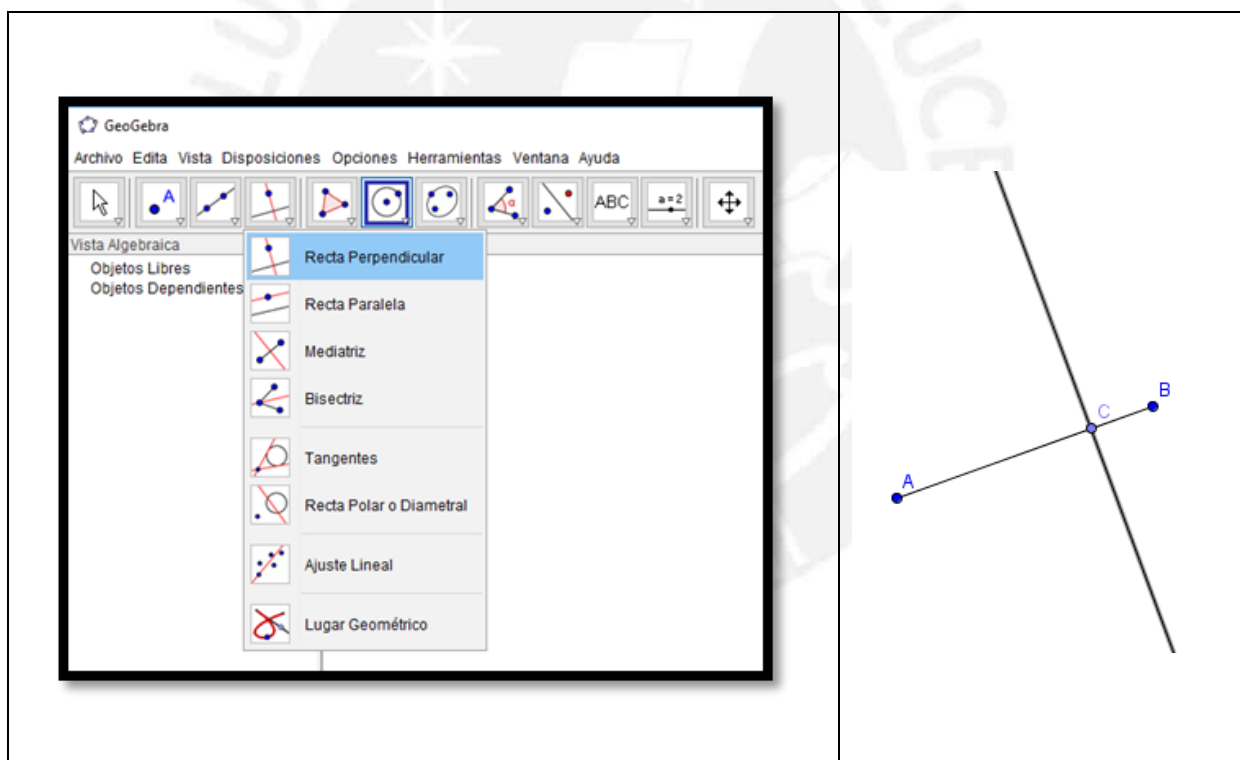 GeoGebra
Archivo Edita Vista Disposiciones Opciones Herramientas Ventana Ayuda
A
α
ABC
a=2
Vista Algebraica
Objetos Libres
Objetos Dependientes
Recta Perpendicular
Recta Paralela
Mediatriz
Bisectriz
Tangentes
Recta Polar o Diametral
Ajuste Lineal
Lugar Geométrico
B
C
A